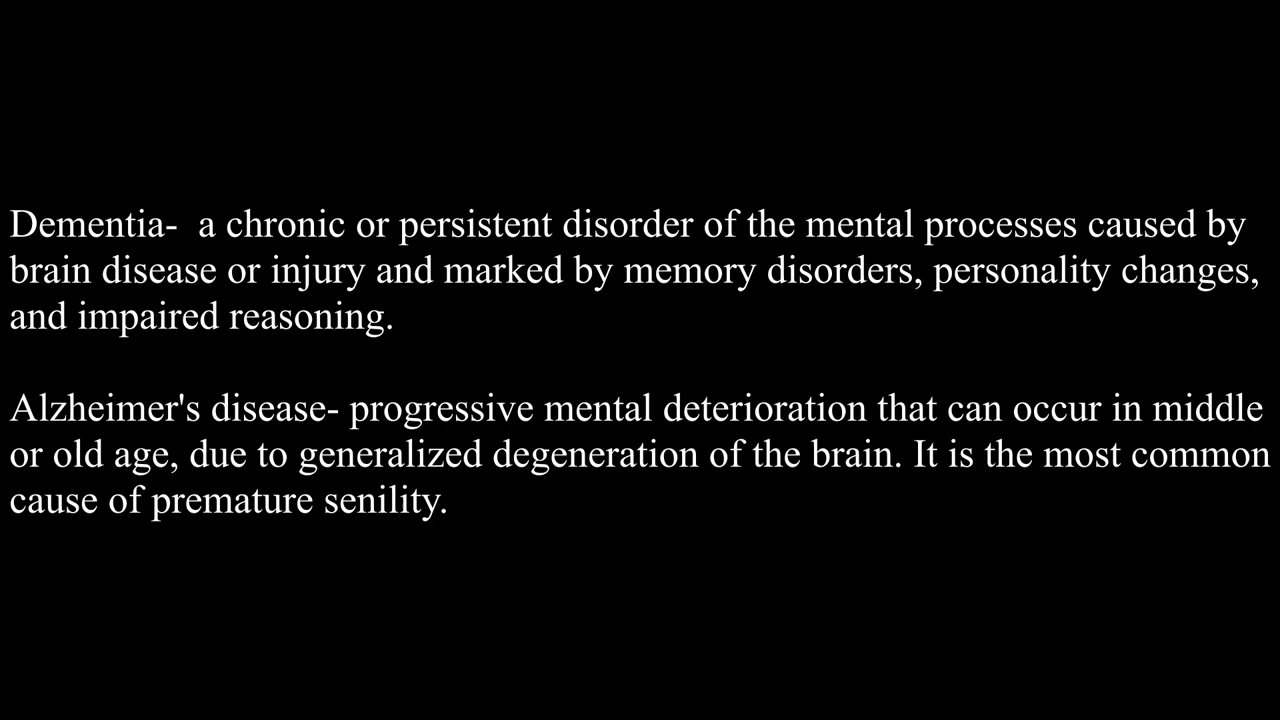 Dementia-  a chronic or persistent disorder of the mental processes caused by
brain disease or injury and marked by memory disorders, personality changes,
and impaired reasoning.
Alzheimer's disease- progressive mental deterioration that can occur in middle
or old age, due to generalized degeneration of the brain. It is the most common
cause of premature senility.